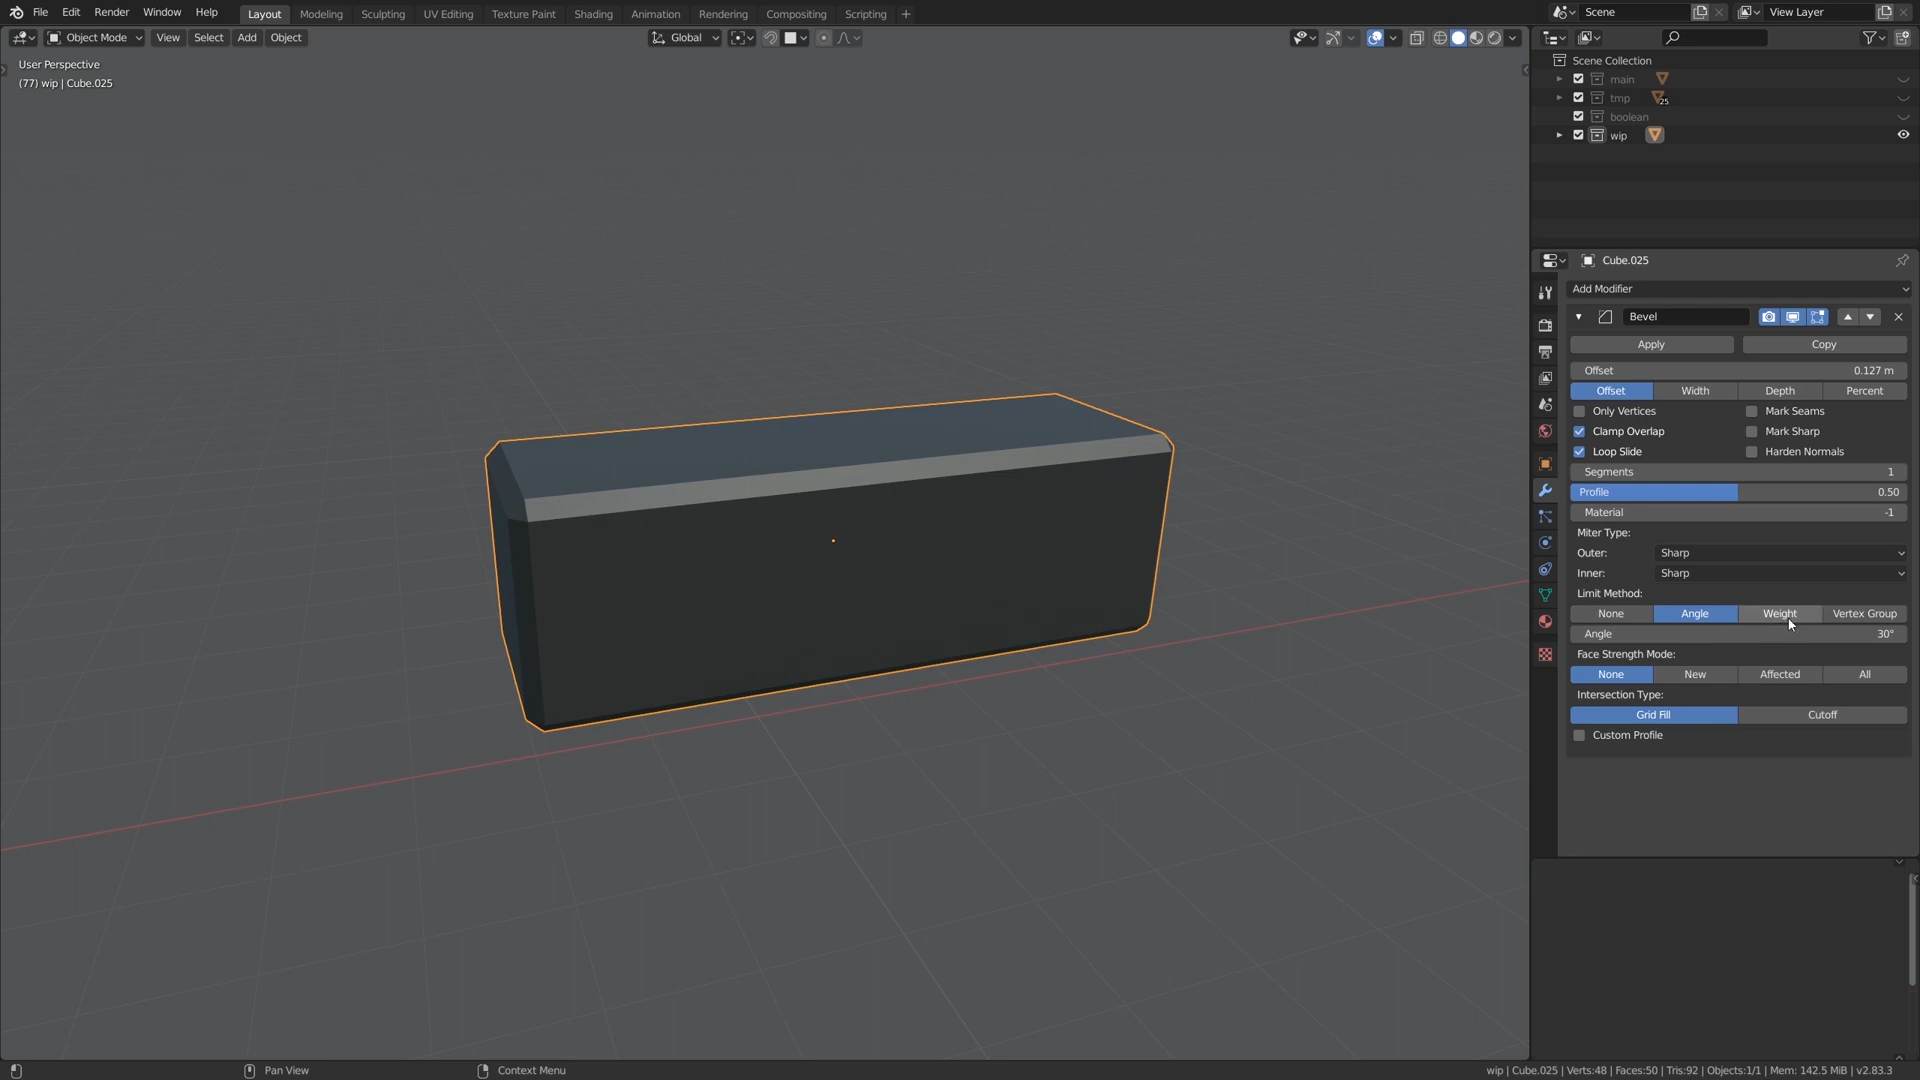 File Edit Render Window Help Layout Modeling Sculpting UV Editing Texture Paint Shading Animation Rendering Compositing Scripting + Scene View Layer
Object Mode View Select Add Object Global
User Perspective
(77) wip | Cube.025
Scene Collection
main
tmp 25
boolean
wip
Cube.025
Add Modifier
Bevel
Apply Copy
Offset 0.127 m
Offset Width Depth Percent
Only Vertices Mark Seams
Clamp Overlap Mark Sharp
Loop Slide Harden Normals
Segments 1
Profile 0.50
Material -1
Miter Type:
Outer: Sharp
Inner: Sharp
Limit Method:
None Angle Weight Vertex Group
Angle 30°
Face Strength Mode:
None New Affected All
Intersection Type:
Grid Fill Cutoff
Custom Profile
Pan View Context Menu wip | Cube.025 | Verts:48 | Faces:50 | Tris:92 | Objects:1/1 | Mem: 142.5 MiB | v2.83.3